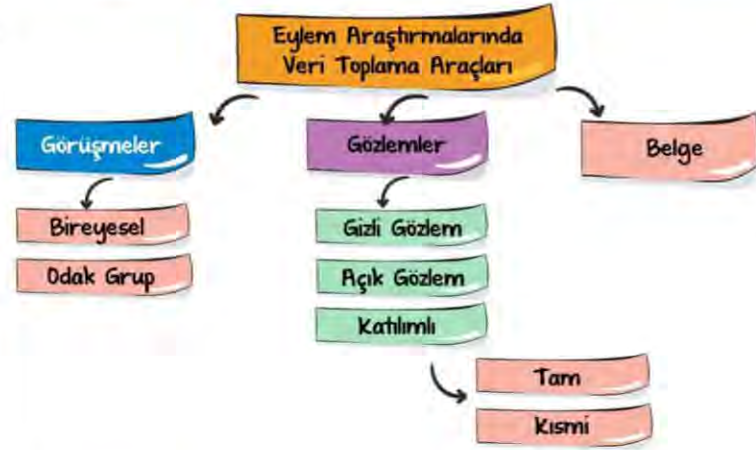 Eylem Araştırmalarında
Veri Toplama Araçları
Görüşmeler
Gözlemler
Belge
Bireyesel
Odak Grup
Gizli Gözlem
Açık Gözlem
Katılımlı
Tam
Kısmi